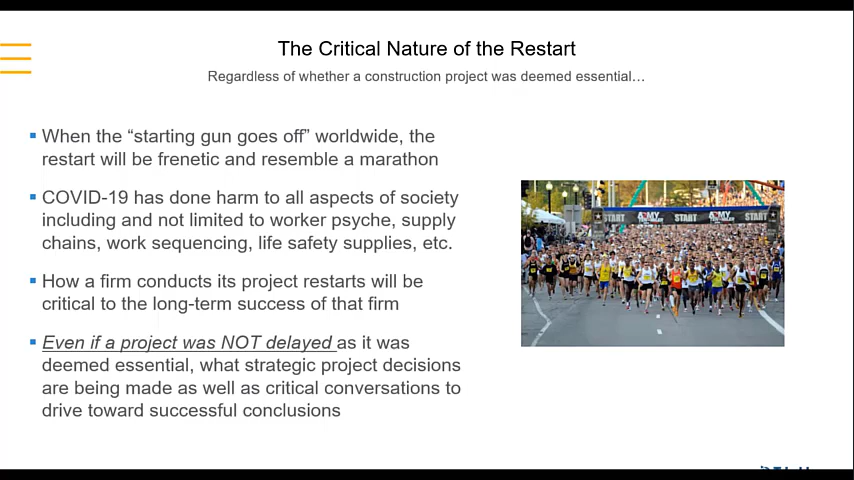 The Critical Nature of the Restart
Regardless of whether a construction project was deemed essential…
When the “starting gun goes off” worldwide, the
restart will be frenetic and resemble a marathon
COVID-19 has done harm to all aspects of society
including and not limited to worker psyche, supply
chains, work sequencing, life safety supplies, etc.
How a firm conducts its project restarts will be
critical to the long-term success of that firm
Even if a project was NOT delayed as it was
deemed essential, what strategic project decisions
are being made as well as critical conversations to
drive toward successful conclusions
START ARMY START ARMY START